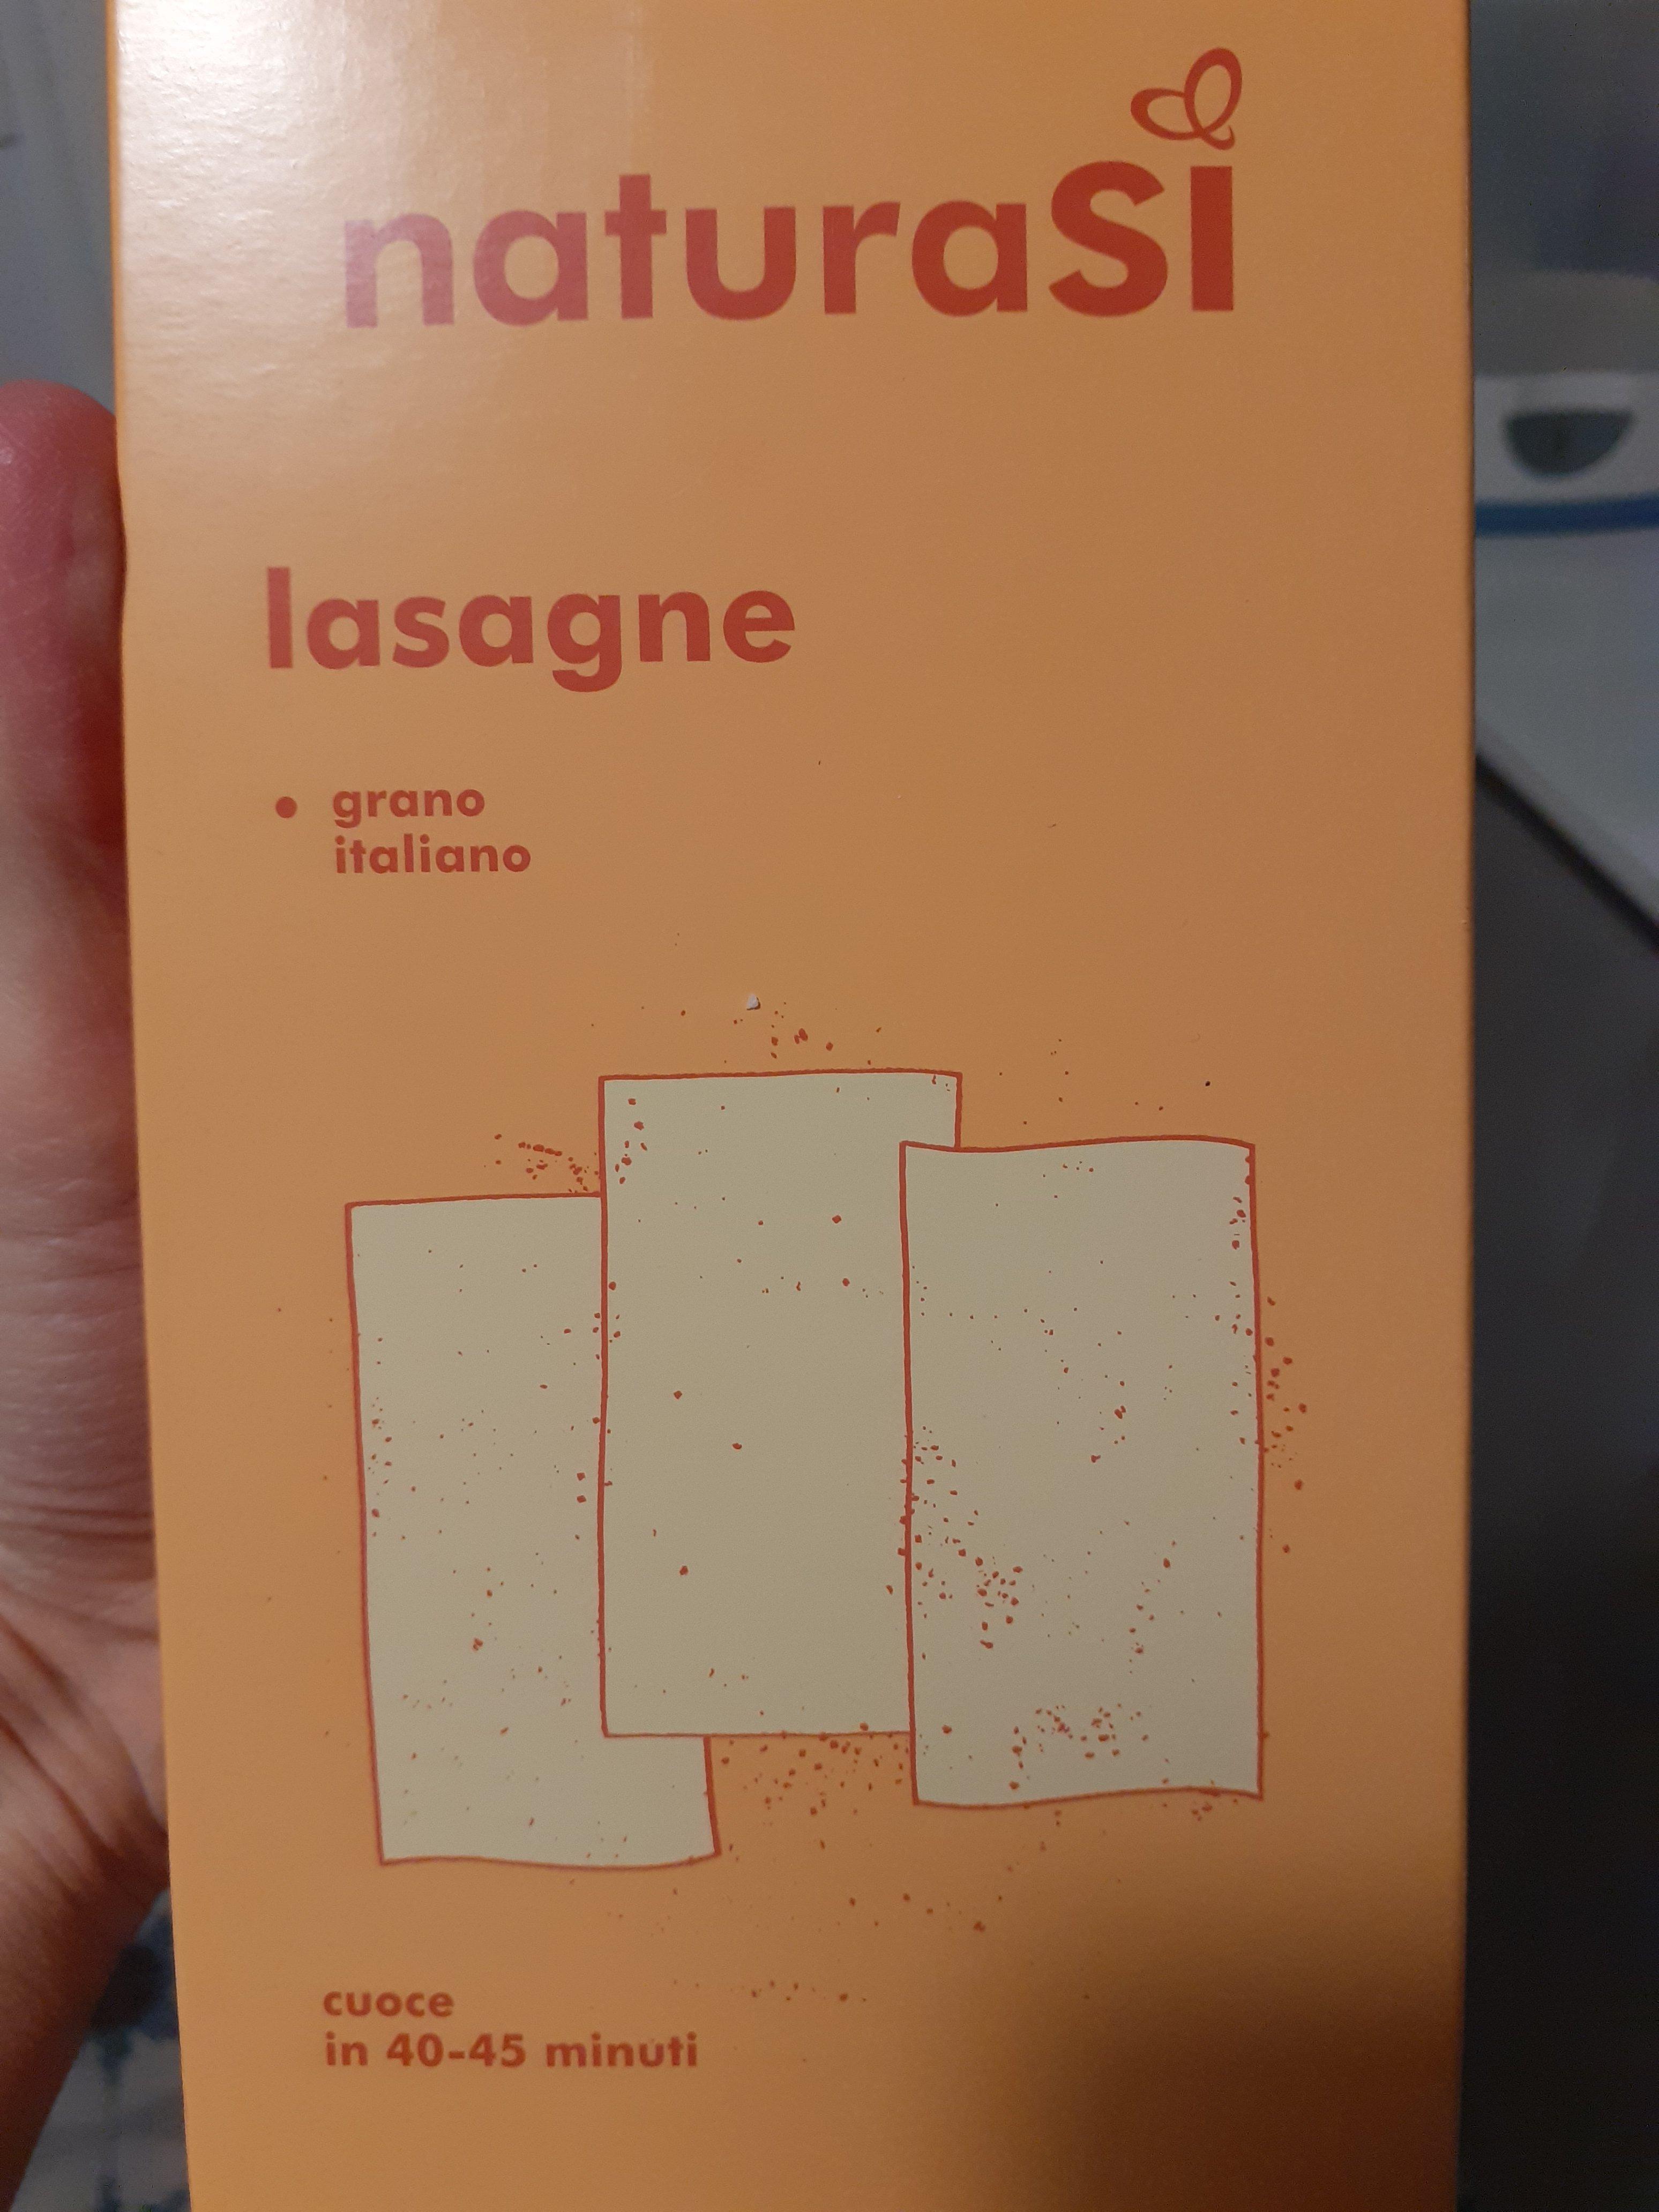 naturaSì
lasagne
• grano
italiano
cuoce
in 40-45 minuti